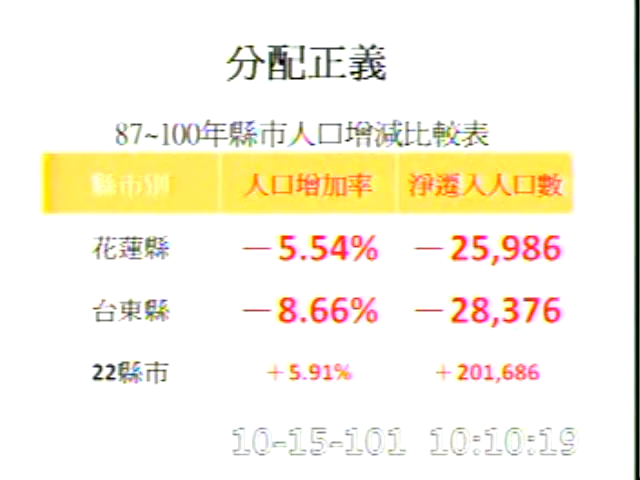 分配正義
87~100年縣市人口增減比較表
縣市別 人口增加率 淨遷入人口數
花蓮縣 —5.54% —25,986
台東縣 —8.66% —28,376
22縣市 +5.91% +201,686
10-15-101 10:10:19